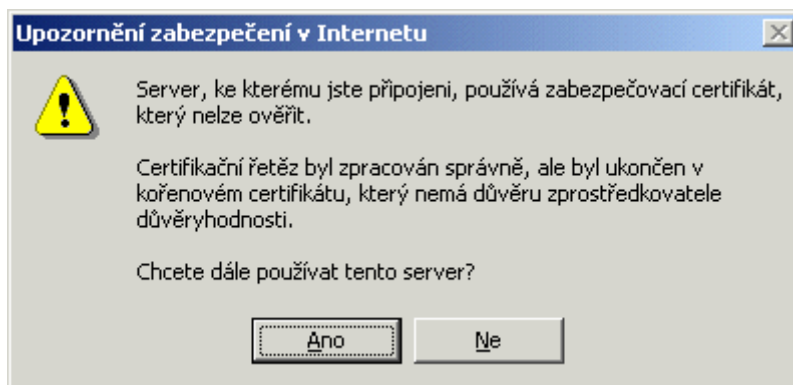 Upozornění zabezpečení v Internetu
Server, ke kterému jste připojeni, používá zabezpečovací certifikát,
který nelze ověřit.
Certifikační řetěz byl zpracován správně, ale byl ukončen v
kořenovém certifikátu, který nemá důvěru zprostředkovatele
důvěryhodnosti.
Chcete dále používat tento server?
Ano
Ne